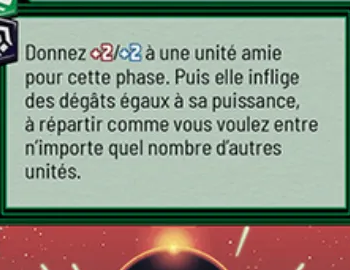 Donnez +2/+2 à une unité amie
pour cette phase. Puis elle inflige
des dégâts égaux à sa puissance,
à répartir comme vous voulez entre
n'importe quel nombre d'autres
unités.